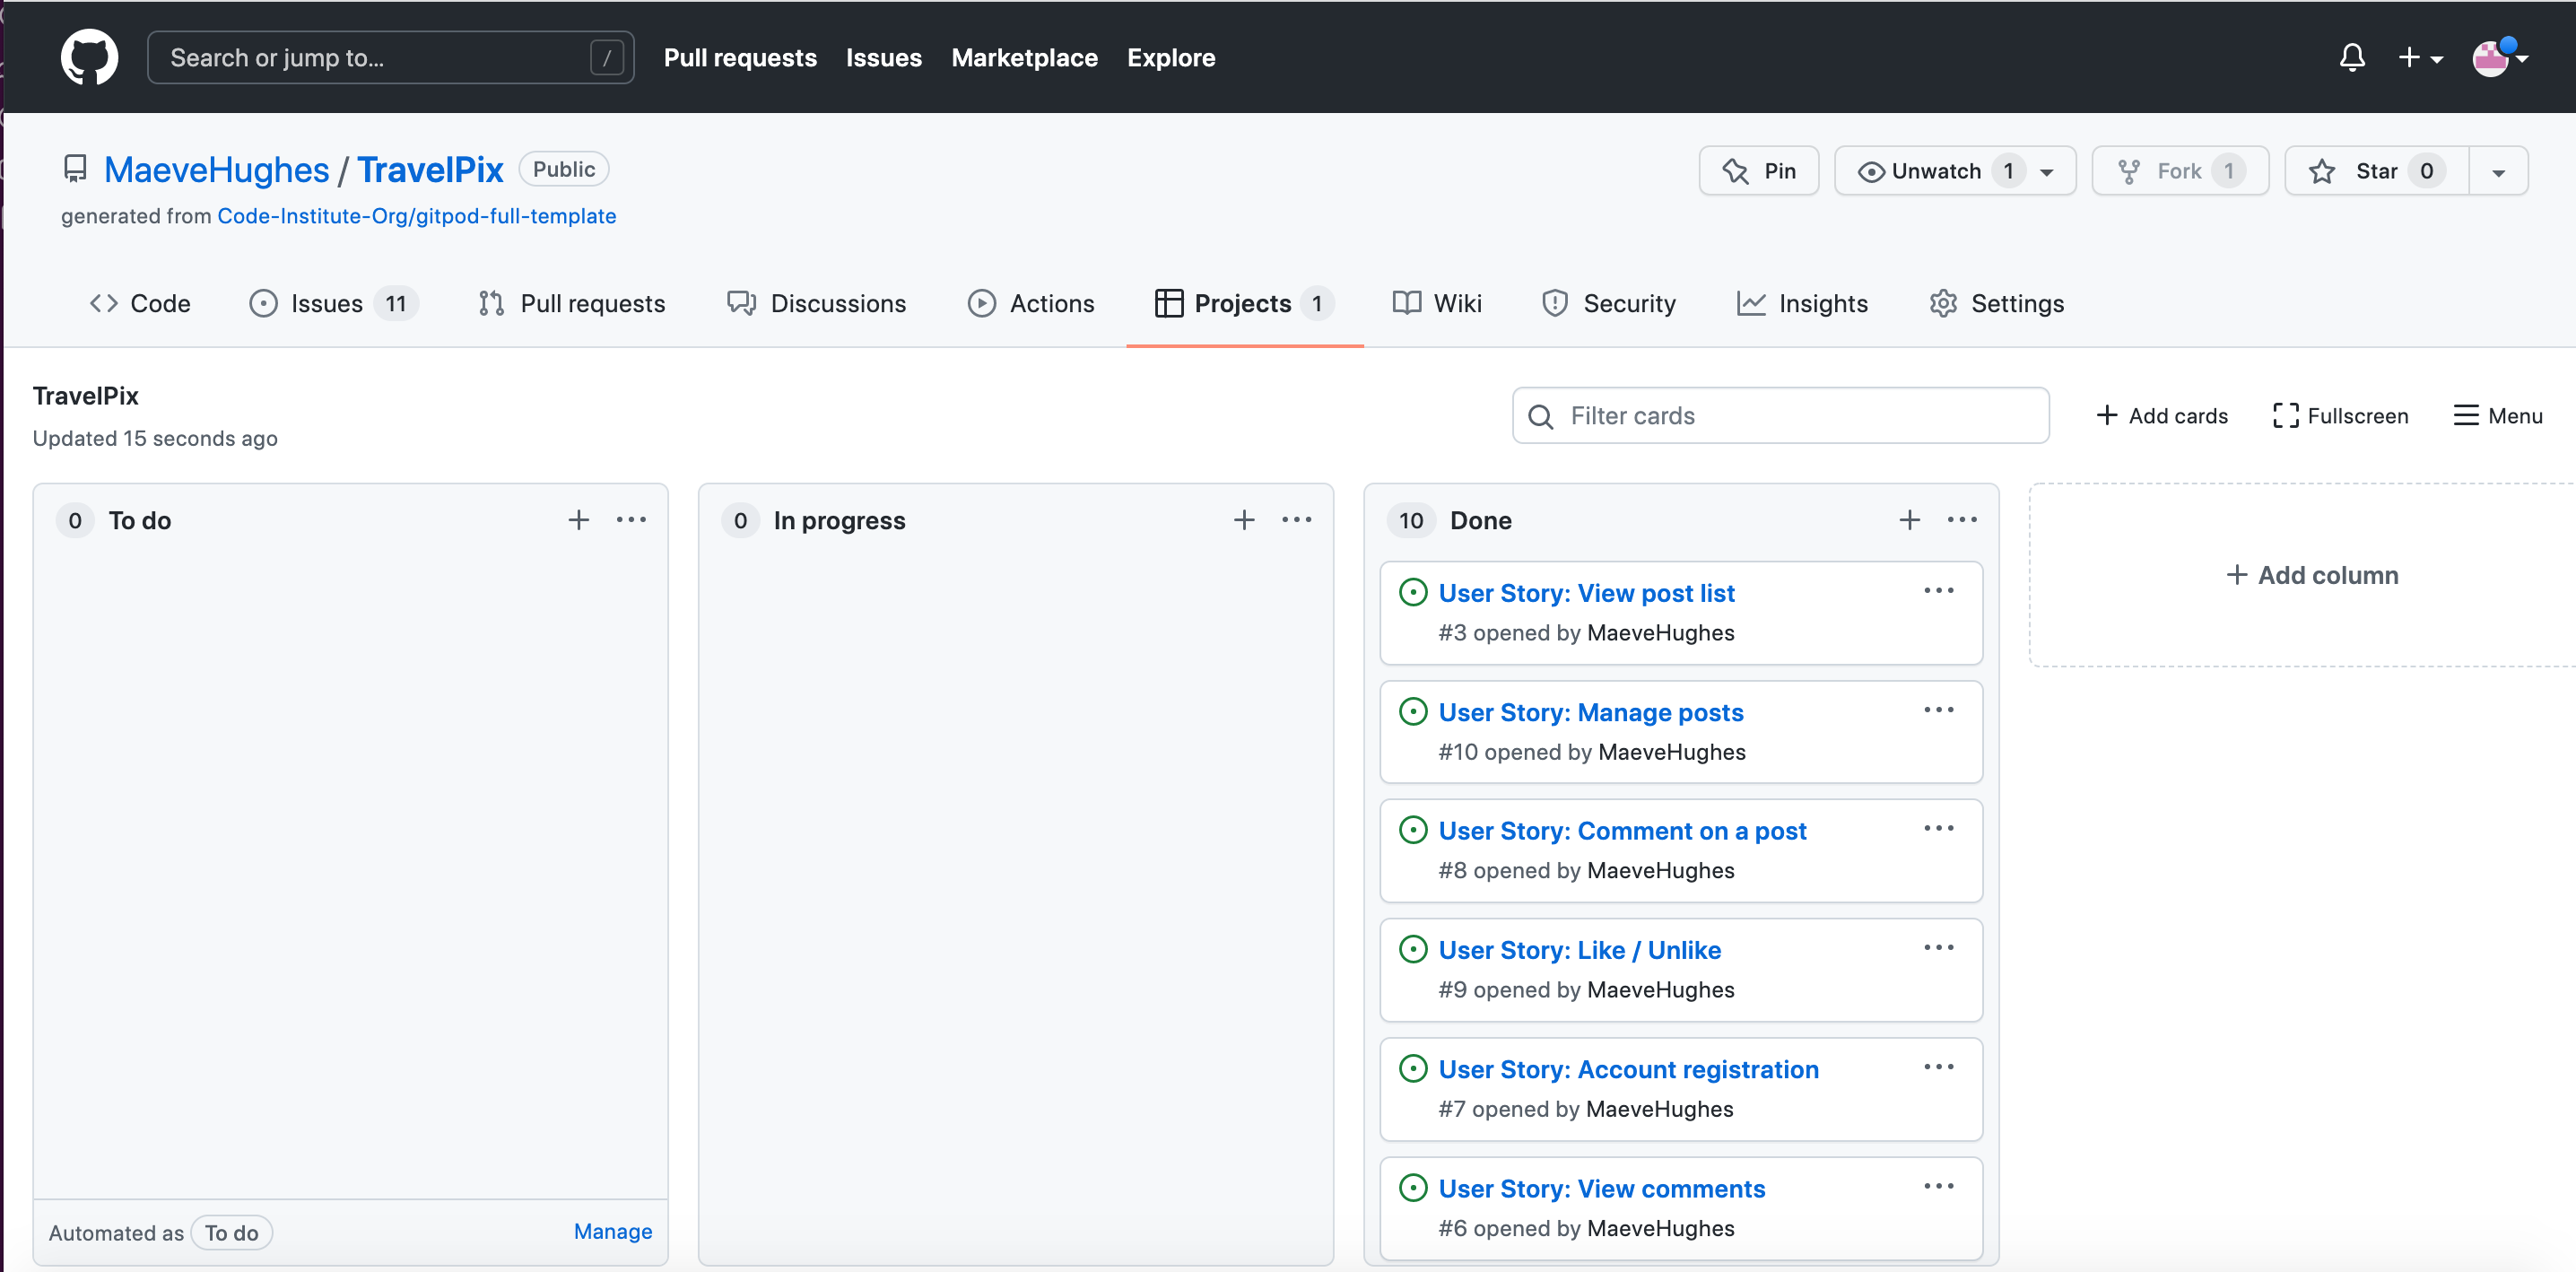 Search or jump to... / Pull requests Issues Marketplace Explore
MaeveHughes / TravelPix Public Pin Unwatch 1 Fork 1 Star 0
generated from Code-Institute-Org/gitpod-full-template
Code Issues 11 Pull requests Discussions Actions Projects 1 Wiki Security Insights Settings
TravelPix
Updated 15 seconds ago
Filter cards + Add cards Fullscreen Menu
0 To do + ...
Automated as To do Manage
0 In progress + ...
10 Done + ...
User Story: View post list ...
#3 opened by MaeveHughes
User Story: Manage posts ...
#10 opened by MaeveHughes
User Story: Comment on a post ...
#8 opened by MaeveHughes
User Story: Like / Unlike ...
#9 opened by MaeveHughes
User Story: Account registration ...
#7 opened by MaeveHughes
User Story: View comments ...
#6 opened by MaeveHughes
+ Add column